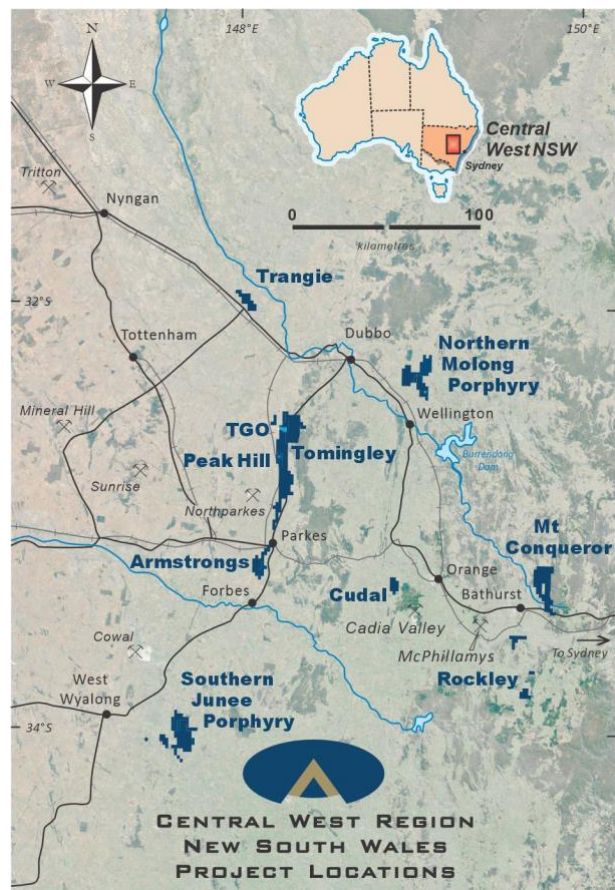 148°E
150°E
N
W
E
S
Central
West NSW
Sydney
0
100
kilometres
Tritton
Nyngan
Trangie
32°S
Dubbo
Tottenham
Northern
Molong
Porphyry
Mineral Hill
Wellington
TGO
Tomingley
Peak Hill
Burrendong
Dam
Sunrise
Northparkes
Parkes
Mt
Conqueror
Armstrongs
Orange
Cudal
Bathurst
Forbes
Cadia Valley
McPhillamys
To Sydney
Cowal
West
Wyalong
Southern
Junee
Porphyry
Rockley
34°S
Central West Region
New South Wales
Project Locations